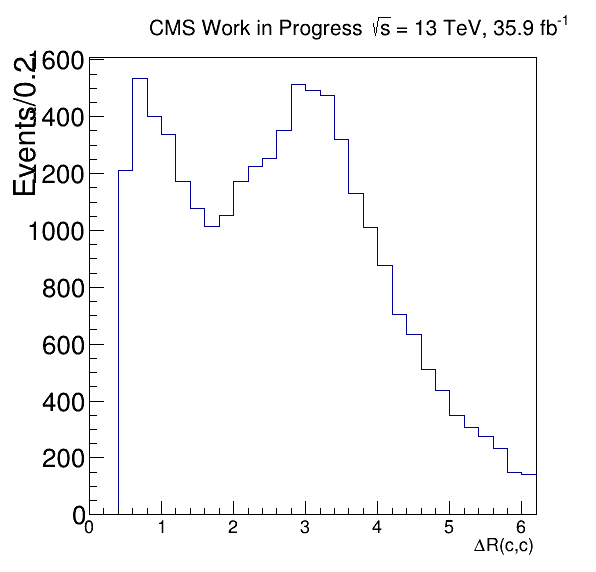 CMS Work in Progress √s = 13 TeV, 35.9 fb⁻¹
Events/0.2
1600
1400
1200
1000
800
600
400
200
0
0 1 2 3 4 5 6
ΔR(c,c)